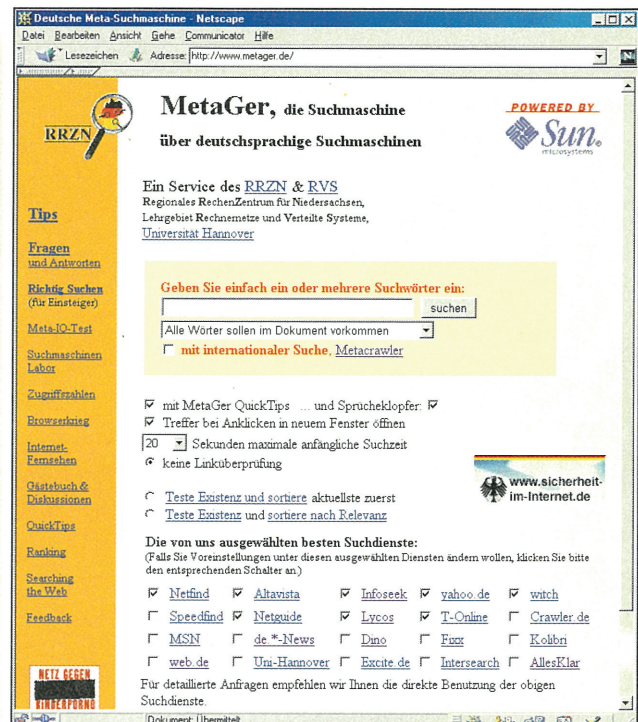 Deutsche Meta-Suchmaschine - Netscape
Datei Bearbeiten Ansicht Gehe Communicator Hilfe
Lesezeichen Adresse: http://www.metager.de/
N
RRZN
MetaGer, die Suchmaschine
über deutschsprachige Suchmaschinen
POWERED BY
Sun
microsystems
Ein Service des RRZN & RVS
Regionales RechenZentrum für Niedersachsen,
Lehrgebiet Rechnernetze und Verteilte Systeme,
Universität Hannover
Tips
Fragen
und Antworten
Richtig Suchen
(für Einsteiger)
Meta-IQ-Test
Suchmaschinen
Labor
Zugriffszahlen
Browserkrieg
Internet-
Fernsehen
Gästebuch &
Diskussionen
QuickTips
Ranking
Searching
the Web
Feedback
NETZ GEGEN
KINDERPORNO
Geben Sie einfach ein oder mehrere Suchwörter ein:
suchen
Alle Wörter sollen im Dokument vorkommen
mit internationaler Suche, Metacrawler
mit MetaGer QuickTips ... und Sprücheklopfer:
Treffer bei Anklicken in neuem Fenster öffnen
20 Sekunden maximale anfängliche Suchzeit
keine Linküberprüfung
Teste Existenz und sortiere aktuellste zuerst
Teste Existenz und sortiere nach Relevanz
www.sicherheit-
im-Internet.de
Die von uns ausgewählten besten Suchdienste:
(Falls Sie Voreinstellungen unter diesen ausgewählten Diensten ändern wollen, klicken Sie bitte
den entsprechenden Schalter an.)
Netfind Altavista Infoseek yahoo.de witch
Speedfind Netguide Lycos T-Online Crawler.de
MSN de.*-News Dino Fixx Kolibri
web.de Uni-Hannover Excite.de Intersearch AllesKlar
Für detaillierte Anfragen empfehlen wir Ihnen die direkte Benutzung der obigen
Suchdienste.
Dokument: Übermittelt